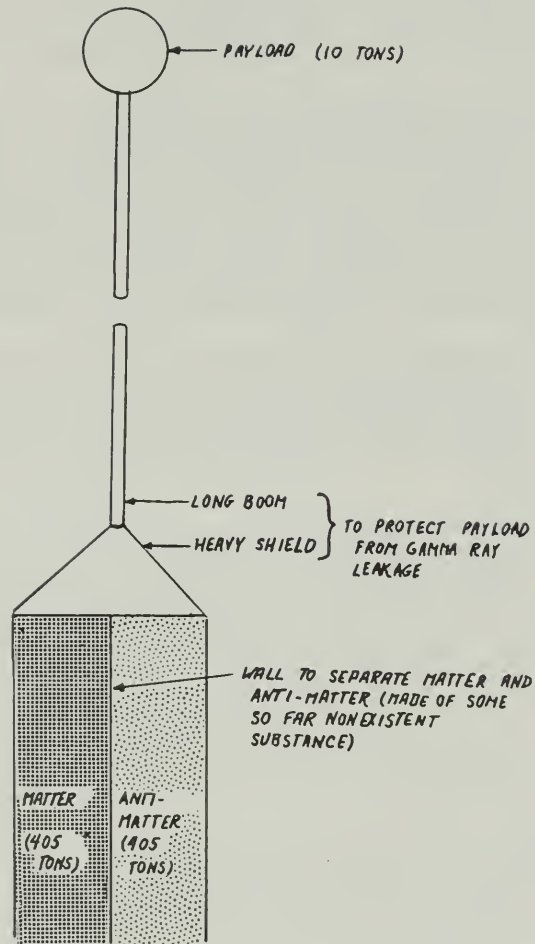 PAYLOAD (10 TONS)
LONG BOOM
HEAVY SHIELD
TO PROTECT PAYLOAD
FROM GAMMA RAY
LEAKAGE
WALL TO SEPARATE MATTER AND
ANTI-MATTER (MADE OF SOME
SO FAR NONEXISTENT
SUBSTANCE)
MATTER
(405
TONS)
ANTI-
MATTER
(405
TONS)